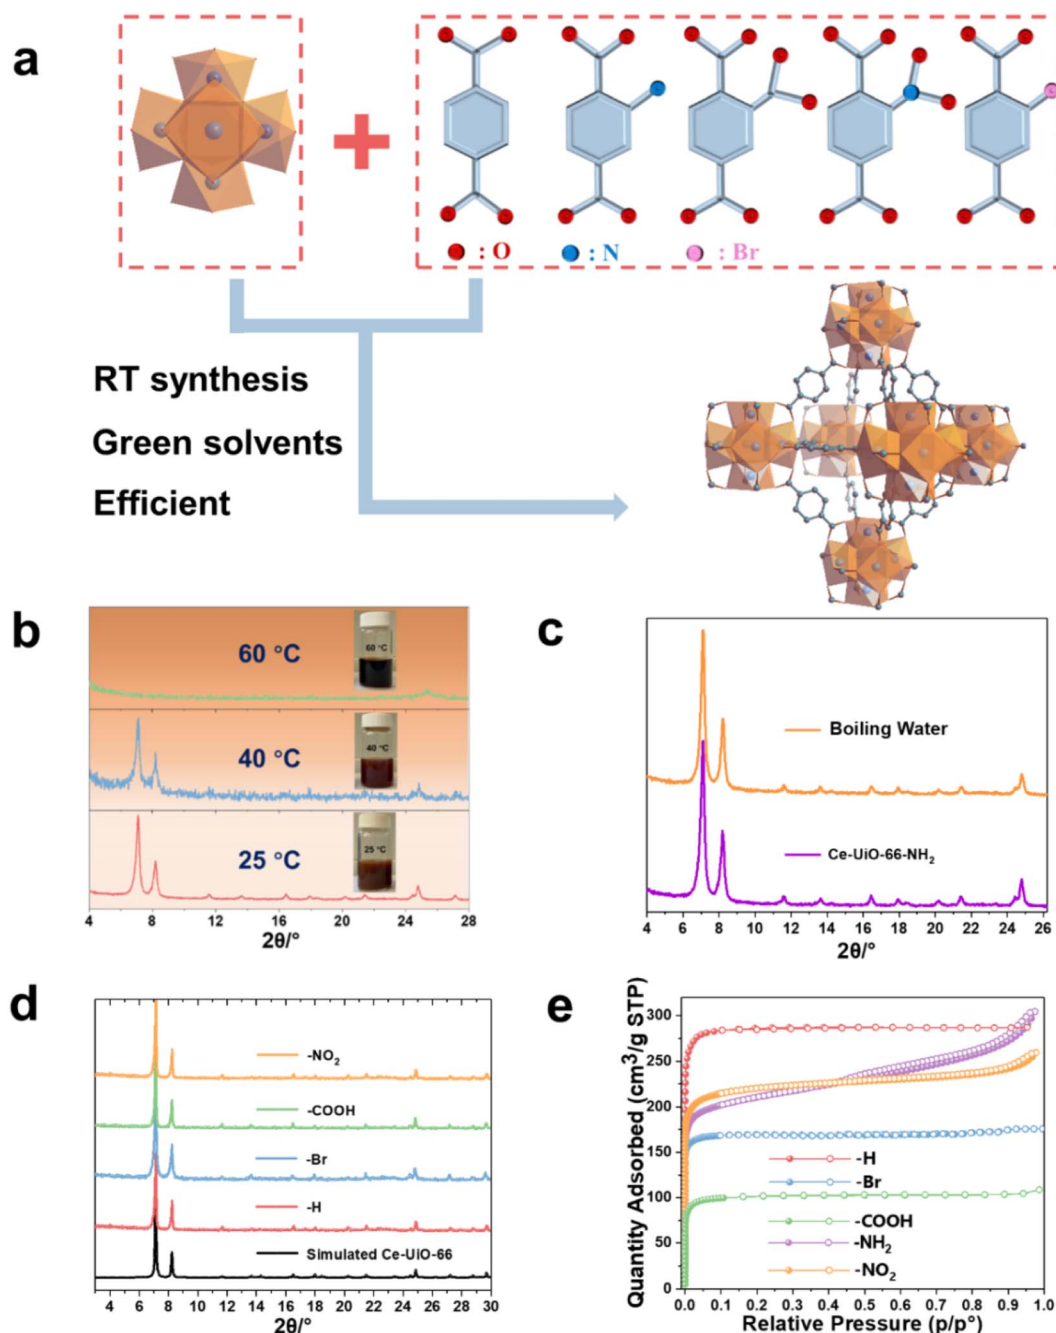 a
: O
: N
: Br
RT synthesis
Green solvents
Efficient
b
60 °C
60 °C
40 °C
40 °C
25 °C
25 °C
4 8 12 16 20 24 28
2θ/°
c
Boiling Water
Ce-UiO-66-NH₂
4 6 8 10 12 14 16 18 20 22 24 26
2θ/°
d
-NO₂
-COOH
-Br
-H
Simulated Ce-UiO-66
4 6 8 10 12 14 16 18 20 22 24 26 28 30
2θ/°
e
Quantity Adsorbed (cm³/g STP)
300
250
200
150
100
50
0
-H
-Br
-COOH
-NH₂
-NO₂
0.0 0.1 0.2 0.3 0.4 0.5 0.6 0.7 0.8 0.9 1.0
Relative Pressure (p/p°)